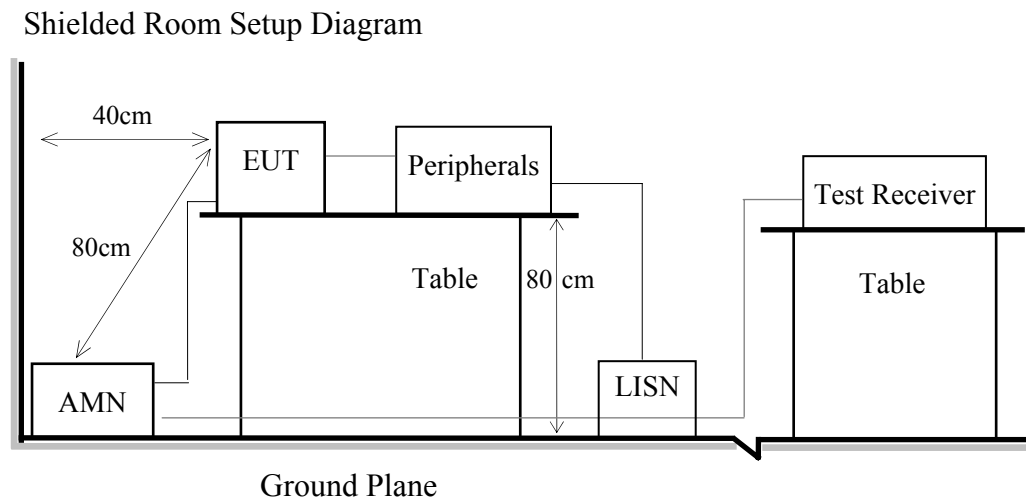 Shielded Room Setup Diagram
40cm
EUT
Peripherals
Test Receiver
80cm
Table
80 cm
Table
AMN
LISN
Ground Plane